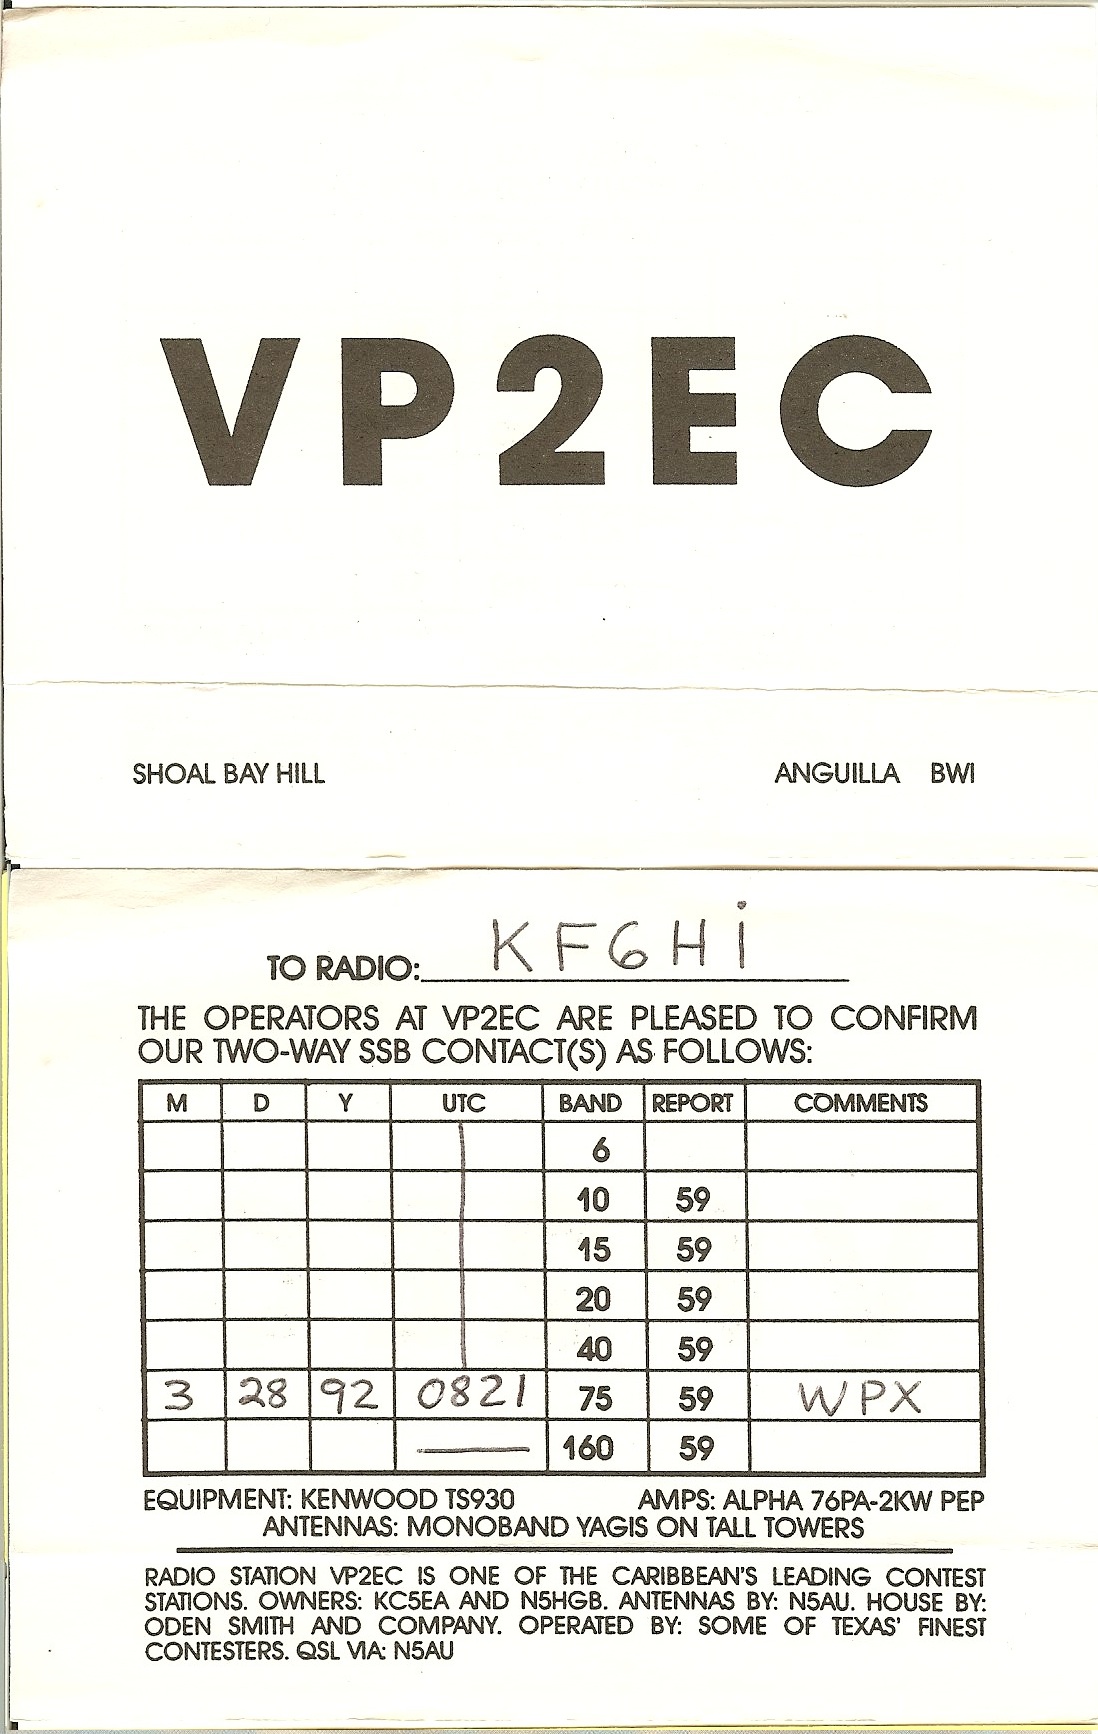 VP2EC
SHOAL BAY HILL ANGUILLA BWI
TO RADIO: KF6Hi
THE OPERATORS AT VP2EC ARE PLEASED TO CONFIRM
OUR TWO-WAY SSB CONTACT(S) AS FOLLOWS:
M D Y UTC BAND REPORT COMMENTS
6
10 59
15 59
20 59
40 59
3 28 92 0821 75 59 WPX
160 59
EQUIPMENT: KENWOOD TS930 AMPS: ALPHA 76PA-2KW PEP
ANTENNAS: MONOBAND YAGIS ON TALL TOWERS
RADIO STATION VP2EC IS ONE OF THE CARIBBEAN'S LEADING CONTEST
STATIONS. OWNERS: KC5EA AND N5HGB. ANTENNAS BY: N5AU. HOUSE BY:
ODEN SMITH AND COMPANY. OPERATED BY: SOME OF TEXAS' FINEST
CONTESTERS. QSL VIA: N5AU